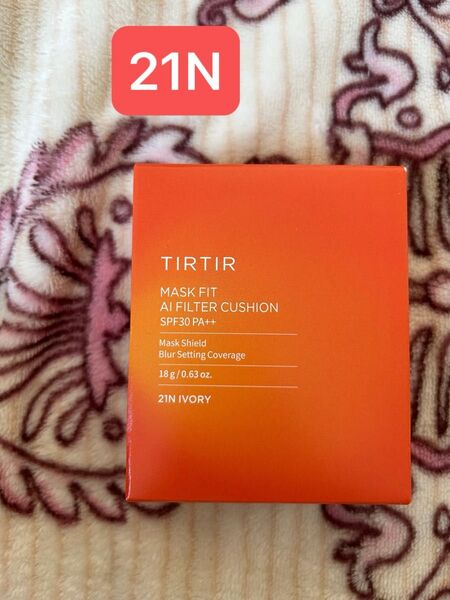 21N
TIRTIR
MASK FIT
AI FILTER CUSHION
SPF30 PA++
Mask Shield
Blur Setting Coverage
18 g / 0.63 oz.
21N IVORY